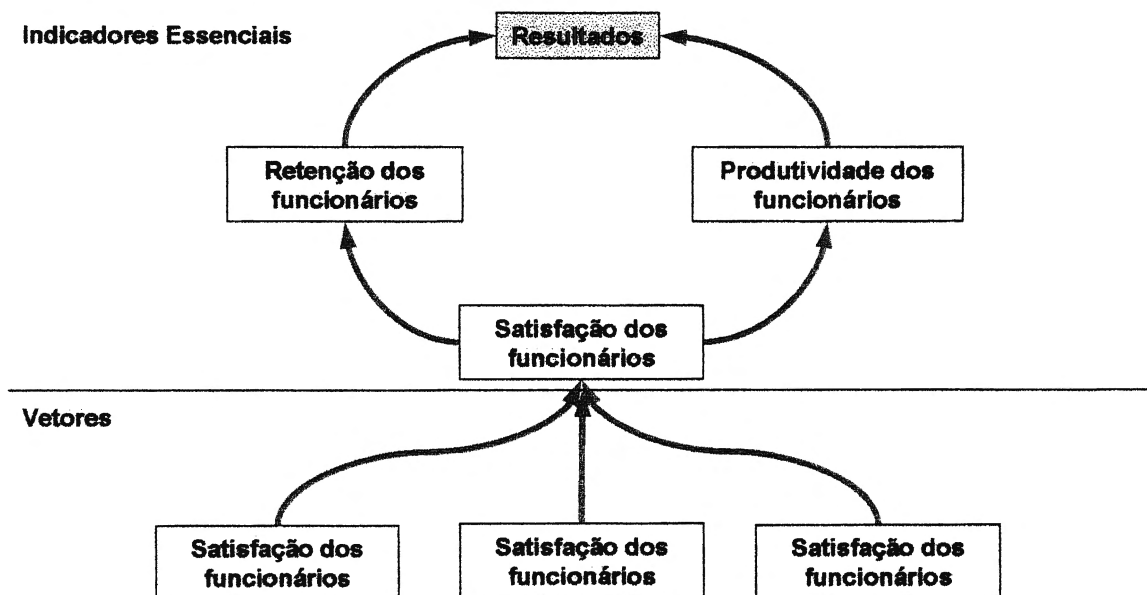 Indicadores Essenciais
Resultados
Retenção dos
funcionários
Produtividade dos
funcionários
Satisfação dos
funcionários
Vetores
Satisfação dos
funcionários
Satisfação dos
funcionários
Satisfação dos
funcionários